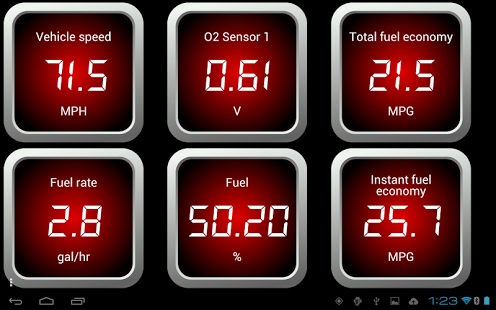 Vehicle speed
71.5
MPH
O2 Sensor 1
0.61
V
Total fuel economy
21.5
MPG
Fuel rate
2.8
gal/hr
Fuel
50.20
%
Instant fuel
economy
25.7
MPG
1:23